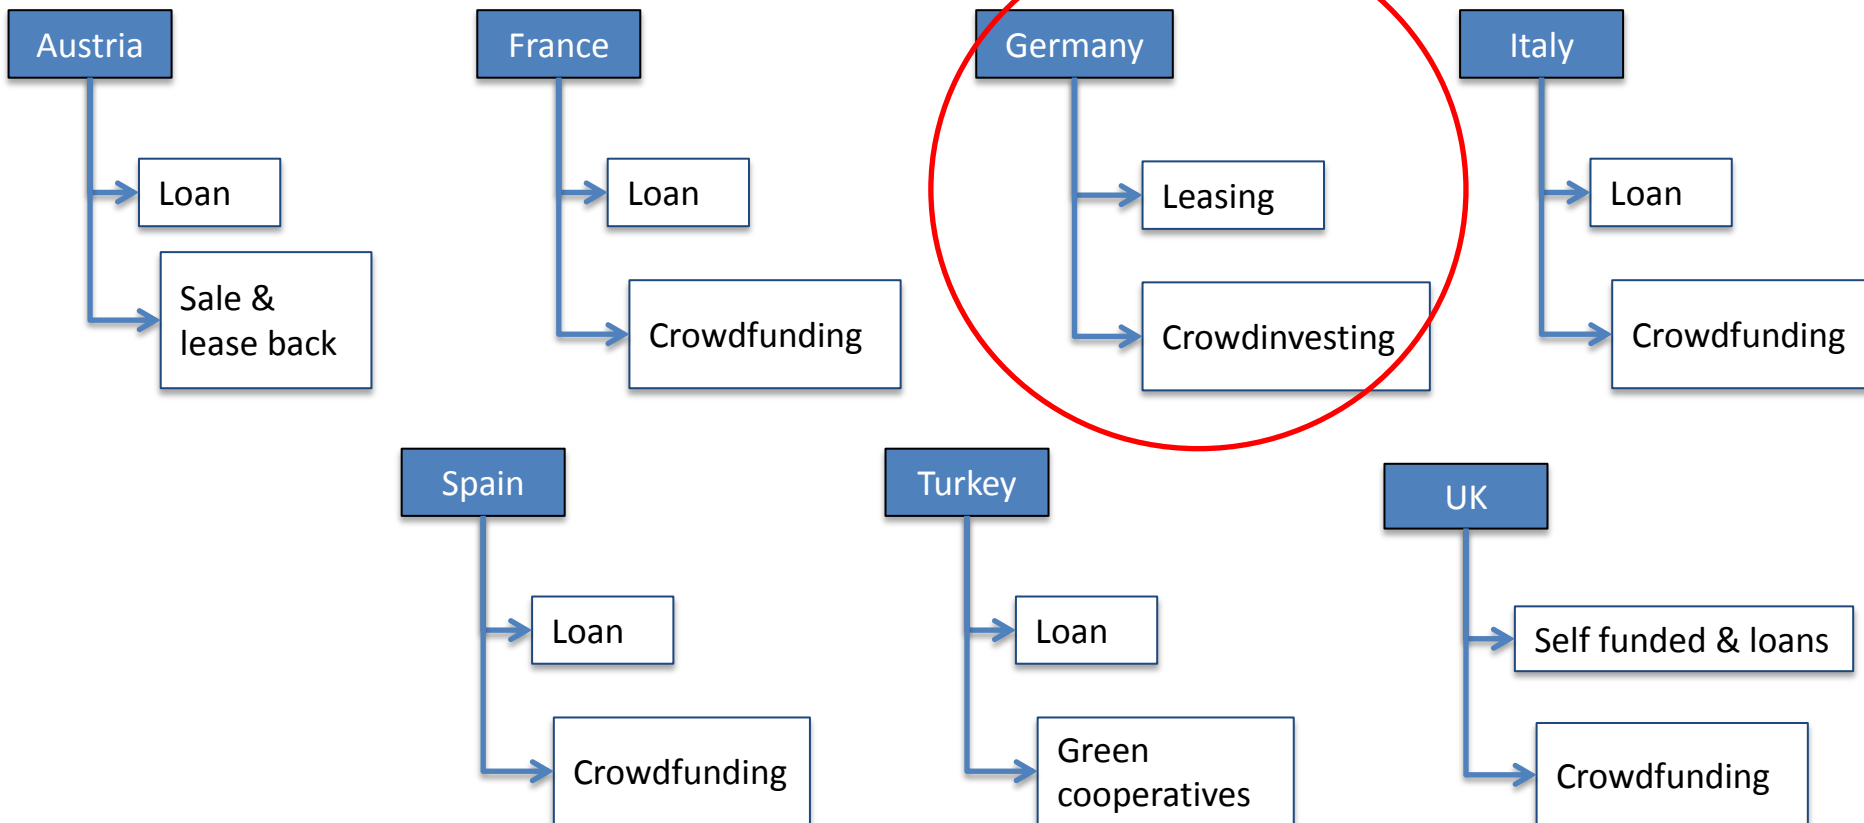 Austria
Loan
Sale &
lease back
France
Loan
Crowdfunding
Germany
Leasing
Crowdinvesting
Italy
Loan
Crowdfunding
Spain
Loan
Crowdfunding
Turkey
Loan
Green
cooperatives
UK
Self funded & loans
Crowdfunding